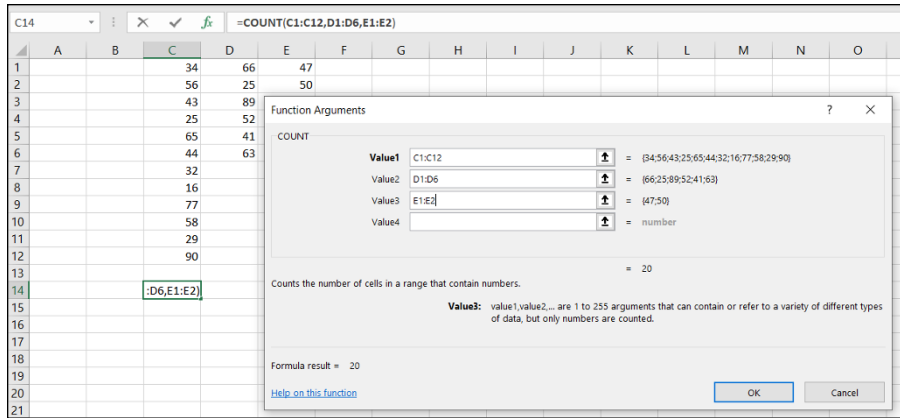 C14 fx =COUNT(C1:C12,D1:D6,E1:E2)
A B C D E F G H I J K L M N O
1 34 66 47
2 56 25 50
3 43 89
4 25 52
5 65 41
6 44 63
7 32
8 16
9 77
10 58
11 29
12 90
13
14 :D6,E1:E2)
15
16
17
18
19
20
21
Function Arguments ? ×
COUNT
Value1 C1:C12 = {34;56;43;25;65;44;32;16;77;58;29;90}
Value2 D1:D6 = {66;25;89;52;41;63}
Value3 E1:E2 = {47;50}
Value4 = number
= 20
Counts the number of cells in a range that contain numbers.
Value3: value1,value2,... are 1 to 255 arguments that can contain or refer to a variety of different types
of data, but only numbers are counted.
Formula result = 20
Help on this function OK Cancel